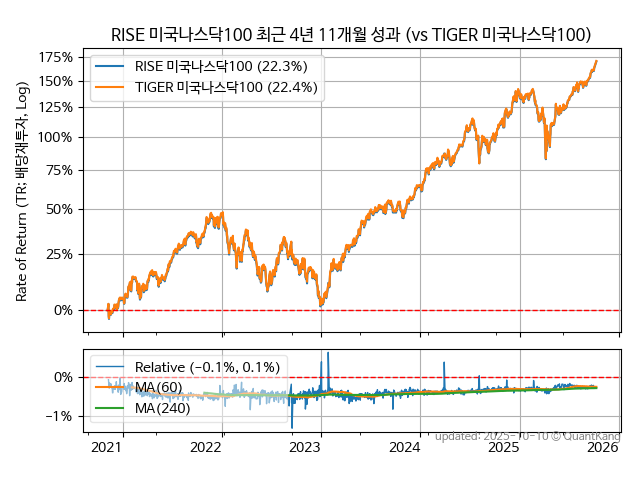 RISE 미국나스닥100 최근 4년 11개월 성과 (vs TIGER 미국나스닥100)
175%
150%
125%
100%
75%
50%
25%
0%
Rate of Return (TR: 배당재투자, Log)
RISE 미국나스닥100 (22.3%)
TIGER 미국나스닥100 (22.4%)
0%
−1%
Relative (−0.1%, 0.1%)
MA(60)
MA(240)
updated: 2025-10-10 © QuantKang
2021 2022 2023 2024 2025 2026